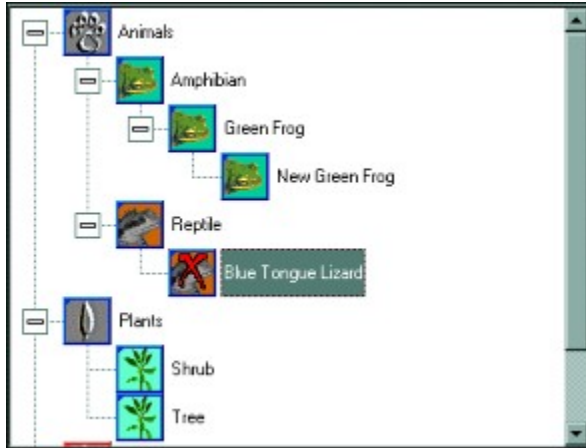 Animals
Amphibian
Green Frog
New Green Frog
Reptile
Blue Tongue Lizard
Plants
Shrub
Tree